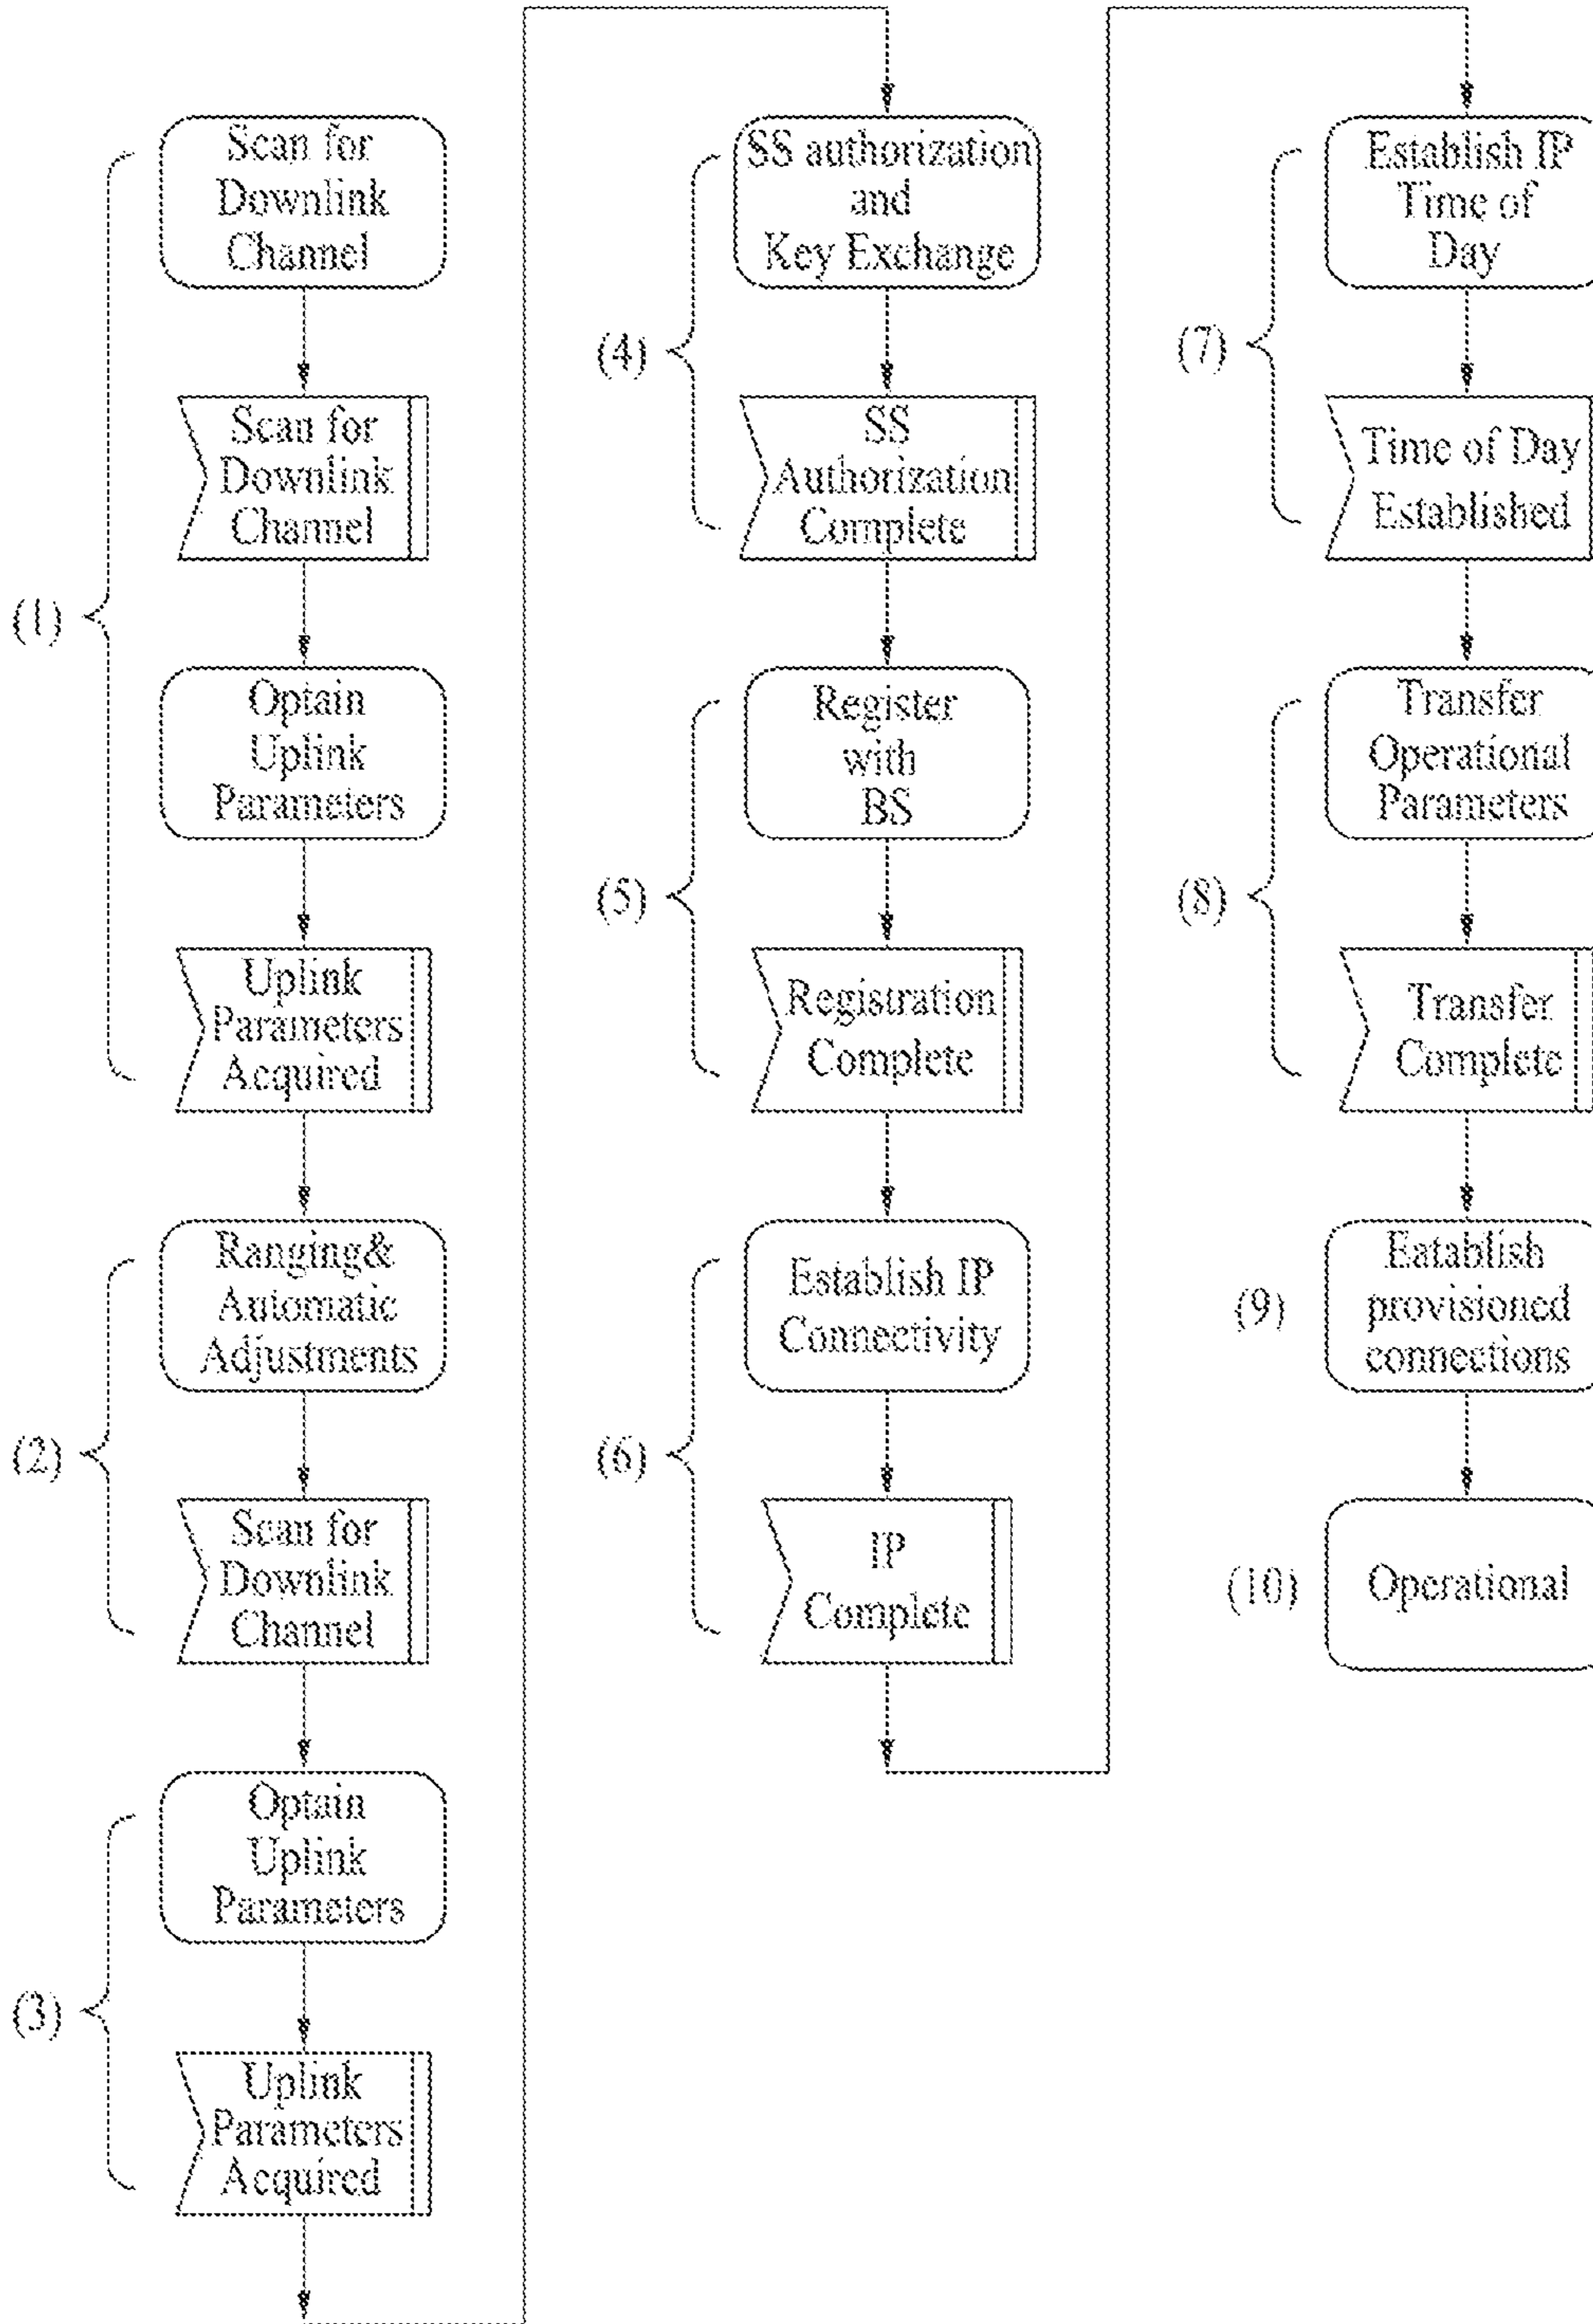 (1)
Scan for
Downlink
Channel
Scan for
Downlink
Channel
Optain
Uplink
Parameters
Uplink
Parameters
Acquired
(2)
Ranging&
Automatic
Adjustments
Scan for
Downlink
Channel
(3)
Optain
Uplink
Parameters
Uplink
Parameters
Acquired
(4)
SS authorization
and
Key Exchange
SS
Authorization
Complete
(5)
Register
with
BS
Registration
Complete
(6)
Establish IP
Connectivity
IP
Complete
(7)
Establish IP
Time of
Day
Time of Day
Established
(8)
Transfer
Operational
Parameters
Transfer
Complete
(9)
Eatablish
provisioned
connections
(10)
Operational